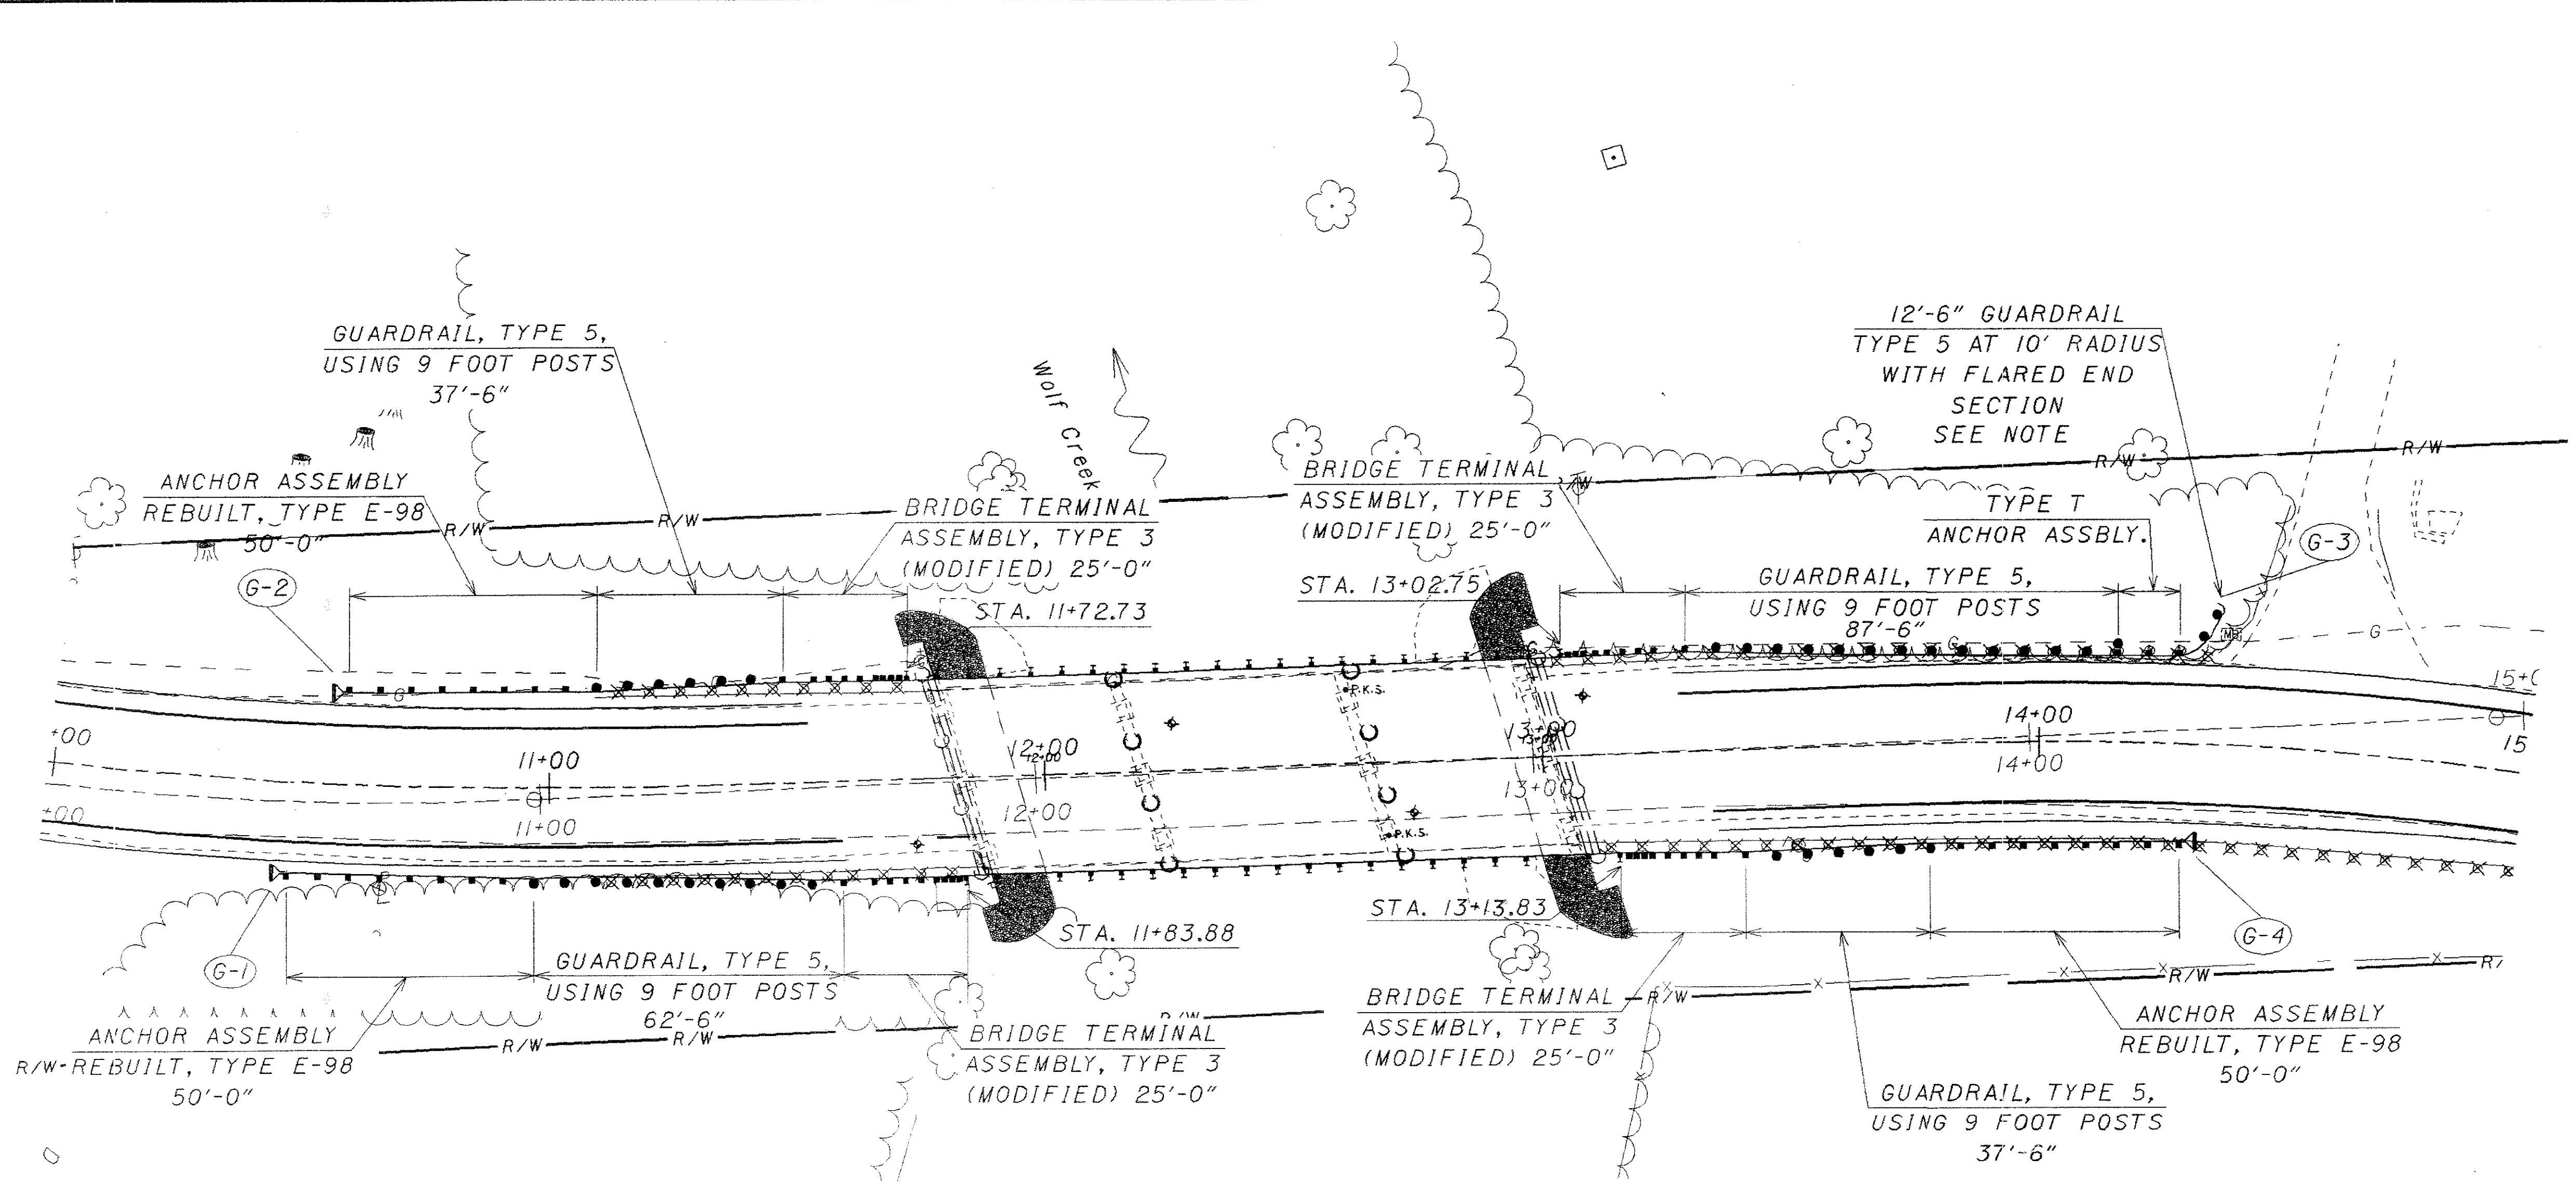 GUARDRAIL, TYPE 5,
USING 9 FOOT POSTS
37'-6"
Wolf Creek
12'-6" GUARDRAIL
TYPE 5 AT 10' RADIUS
WITH FLARED END
SECTION
SEE NOTE
R/W
R/W
ANCHOR ASSEMBLY
REBUILT, TYPE E-98
50'-0"
R/W
R/W
BRIDGE TERMINAL
ASSEMBLY, TYPE 3
(MODIFIED) 25'-0"
BRIDGE TERMINAL
ASSEMBLY, TYPE 3
(MODIFIED) 25'-0"
/W
TYPE T
ANCHOR ASSBLY.
G-3
G-2
STA. 11+72.73
STA. 13+02.75
GUARDRAIL, TYPE 5,
USING 9 FOOT POSTS
87'-6"
G
G
G
P.K.S.
15+0
+00
11+00
12+00
12+00
13+00
14+00
15
14+00
+00
11+00
12+00
13+00
P.K.S.
G-1
STA. 11+83.88
STA. 13+13.83
G-4
GUARDRAIL, TYPE 5,
USING 9 FOOT POSTS
62'-6"
R/W
R/W
R/W
ANCHOR ASSEMBLY
R/W REBUILT, TYPE E-98
50'-0"
BRIDGE TERMINAL
ASSEMBLY, TYPE 3
(MODIFIED) 25'-0"
BRIDGE TERMINAL
ASSEMBLY, TYPE 3
(MODIFIED) 25'-0"
R/W
R/W
R/
ANCHOR ASSEMBLY
REBUILT, TYPE E-98
50'-0"
GUARDRAIL, TYPE 5,
USING 9 FOOT POSTS
37'-6"